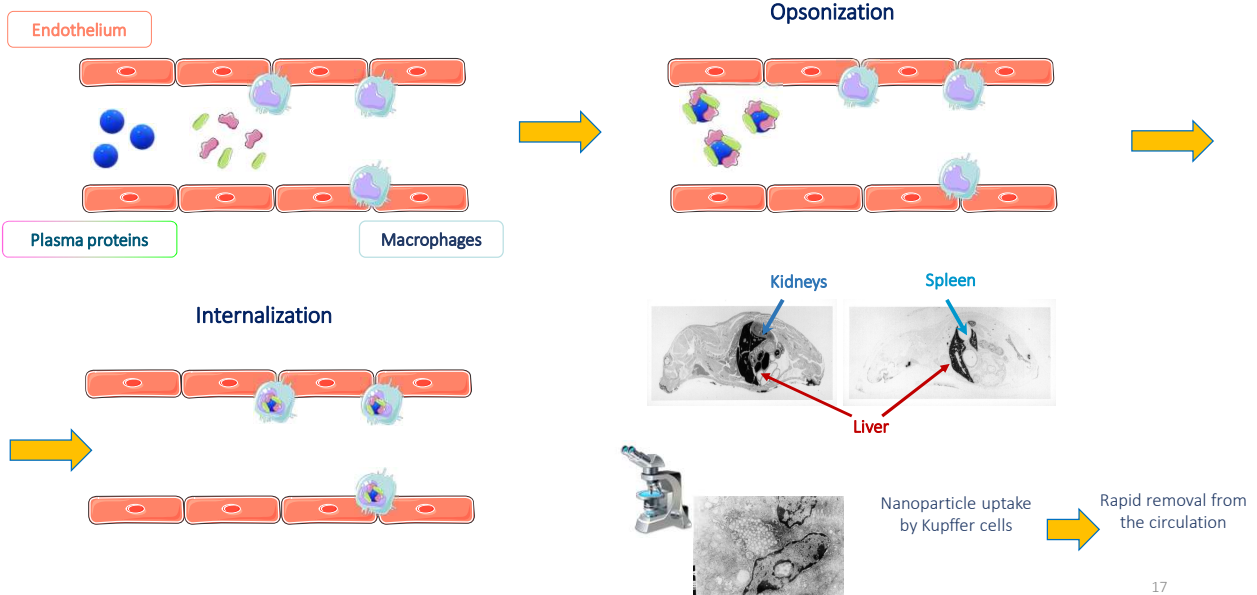 Opsonization
Endothelium
Plasma proteins
Macrophages
Internalization
Kidneys
Spleen
Liver
Nanoparticle uptake
by Kupffer cells
Rapid removal from
the circulation
17